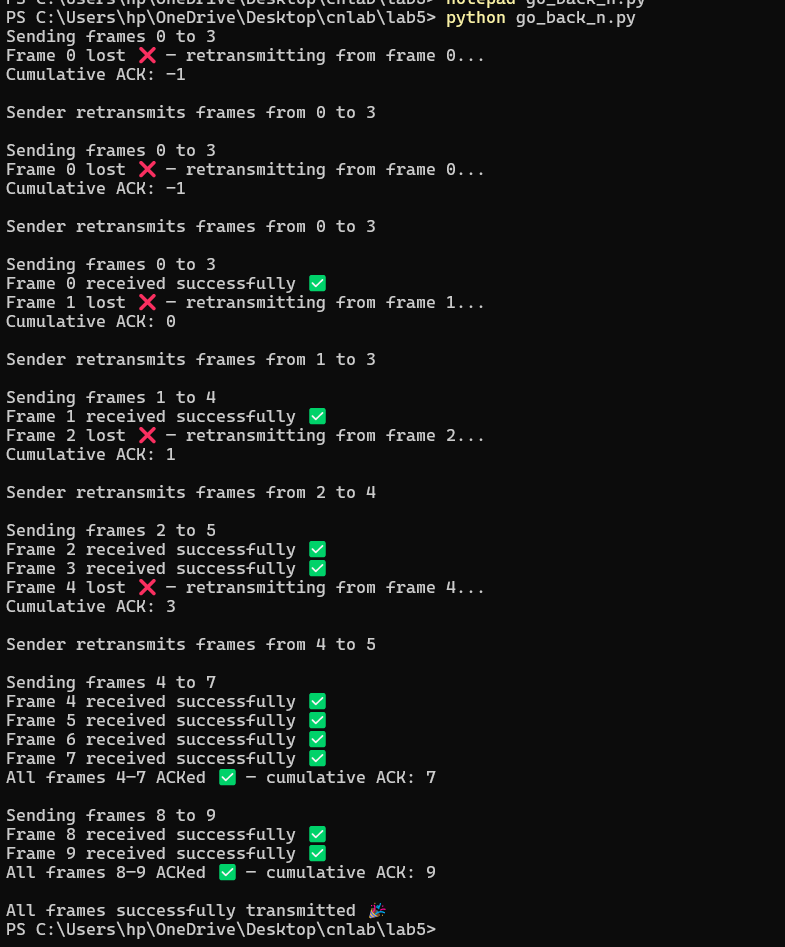 PS C:\Users\hp\OneDrive\Desktop\cnlab\lab5> notepad go_back_n.py
PS C:\Users\hp\OneDrive\Desktop\cnlab\lab5> python go_back_n.py
Sending frames 0 to 3
Frame 0 lost ❌ — retransmitting from frame 0...
Cumulative ACK: -1
Sender retransmits frames from 0 to 3
Sending frames 0 to 3
Frame 0 lost ❌ — retransmitting from frame 0...
Cumulative ACK: -1
Sender retransmits frames from 0 to 3
Sending frames 0 to 3
Frame 0 received successfully ✅
Frame 1 lost ❌ — retransmitting from frame 1...
Cumulative ACK: 0
Sender retransmits frames from 1 to 3
Sending frames 1 to 4
Frame 1 received successfully ✅
Frame 2 lost ❌ — retransmitting from frame 2...
Cumulative ACK: 1
Sender retransmits frames from 2 to 4
Sending frames 2 to 5
Frame 2 received successfully ✅
Frame 3 received successfully ✅
Frame 4 lost ❌ — retransmitting from frame 4...
Cumulative ACK: 3
Sender retransmits frames from 4 to 5
Sending frames 4 to 7
Frame 4 received successfully ✅
Frame 5 received successfully ✅
Frame 6 received successfully ✅
Frame 7 received successfully ✅
All frames 4–7 ACKed ✅ — cumulative ACK: 7
Sending frames 8 to 9
Frame 8 received successfully ✅
Frame 9 received successfully ✅
All frames 8–9 ACKed ✅ — cumulative ACK: 9
All frames successfully transmitted 🎉
PS C:\Users\hp\OneDrive\Desktop\cnlab\lab5>